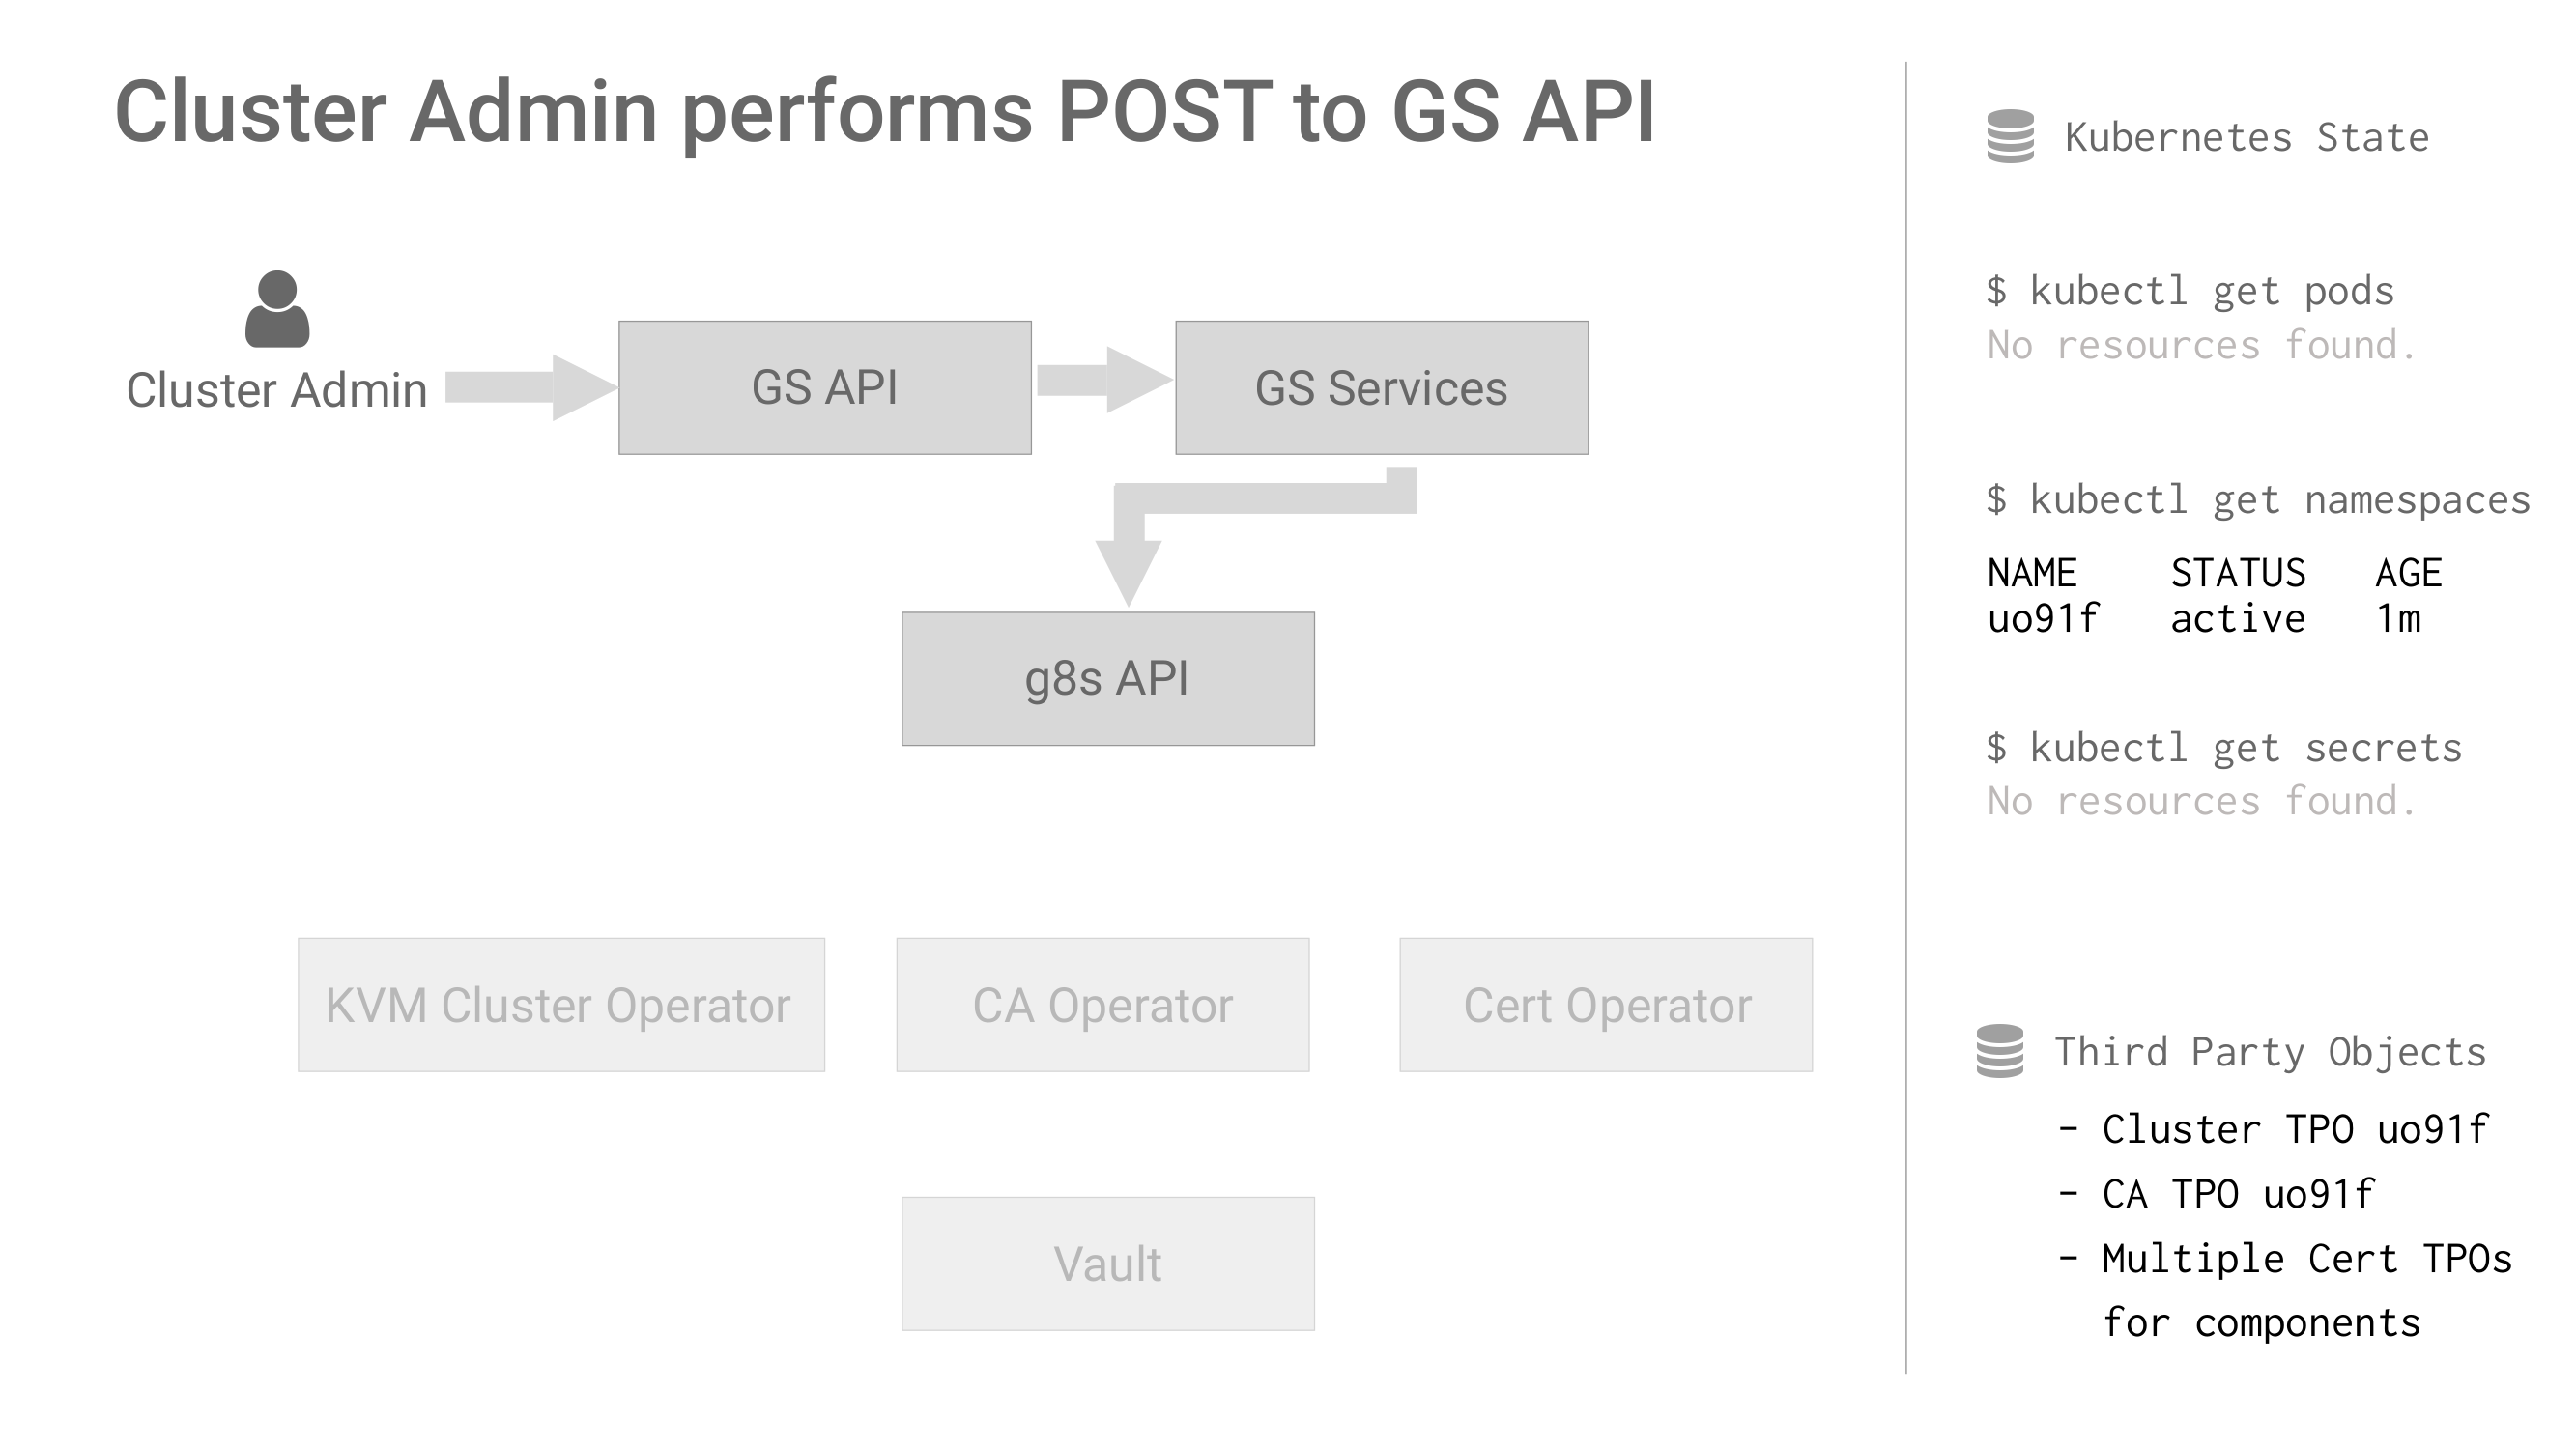 Cluster Admin performs POST to GS API
Cluster Admin
GS API
GS Services
g8s API
KVM Cluster Operator
CA Operator
Cert Operator
Vault
Kubernetes State
$ kubectl get pods
No resources found.
$ kubectl get namespaces
NAME STATUS AGE
uo91f active 1m
$ kubectl get secrets
No resources found.
Third Party Objects
- Cluster TPO uo91f
- CA TPO uo91f
- Multiple Cert TPOs
for components